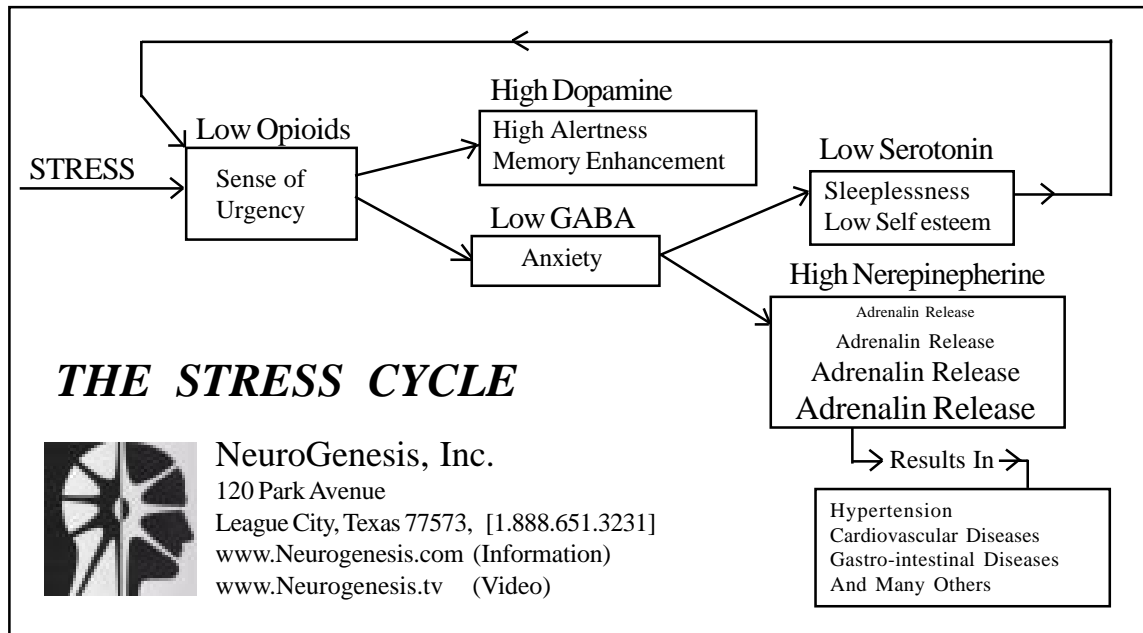 High Dopamine
High Alertness
Memory Enhancement
Low Opioids
STRESS
Sense of
Urgency
Low GABA
Anxiety
Low Serotonin
Sleeplessness
Low Self esteem
High Nerepinepherine
Adrenalin Release
Adrenalin Release
Adrenalin Release
Adrenalin Release
Results In
Hypertension
Cardiovascular Diseases
Gastro-intestinal Diseases
And Many Others
THE STRESS CYCLE
NeuroGenesis, Inc.
120 Park Avenue
League City, Texas 77573, [1.888.651.3231]
www.Neurogenesis.com (Information)
www.Neurogenesis.tv (Video)